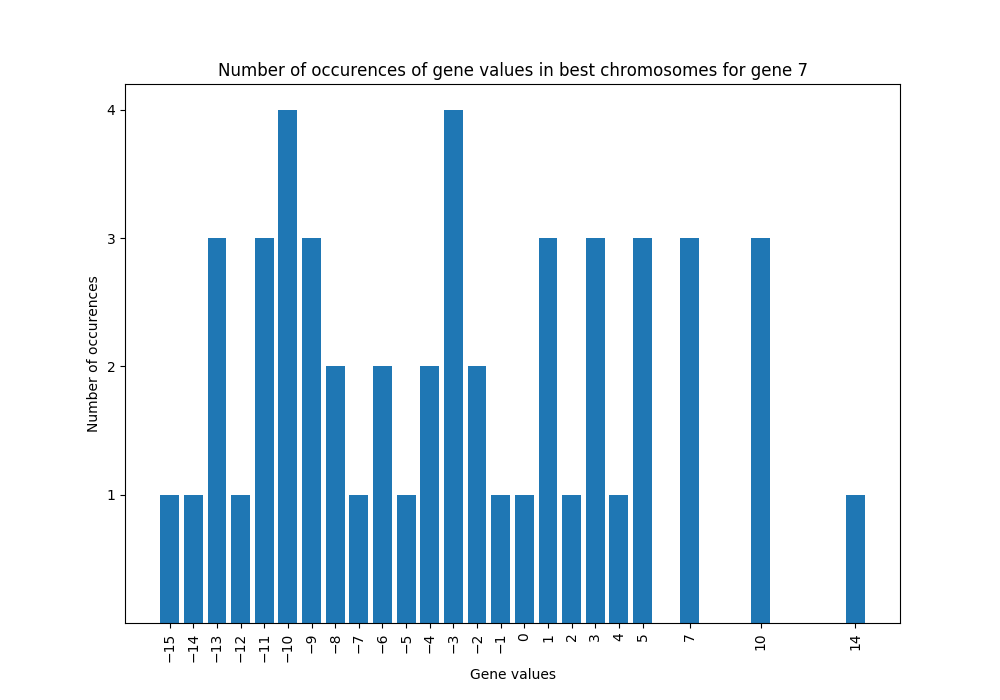 Number of occurences of gene values in best chromosomes for gene 7
4
3
2
1
Number of occurences
−15 −14 −13 −12 −11 −10 −9 −8 −7 −6 −5 −4 −3 −2 −1 0 1 2 3 4 5 7 10 14
Gene values